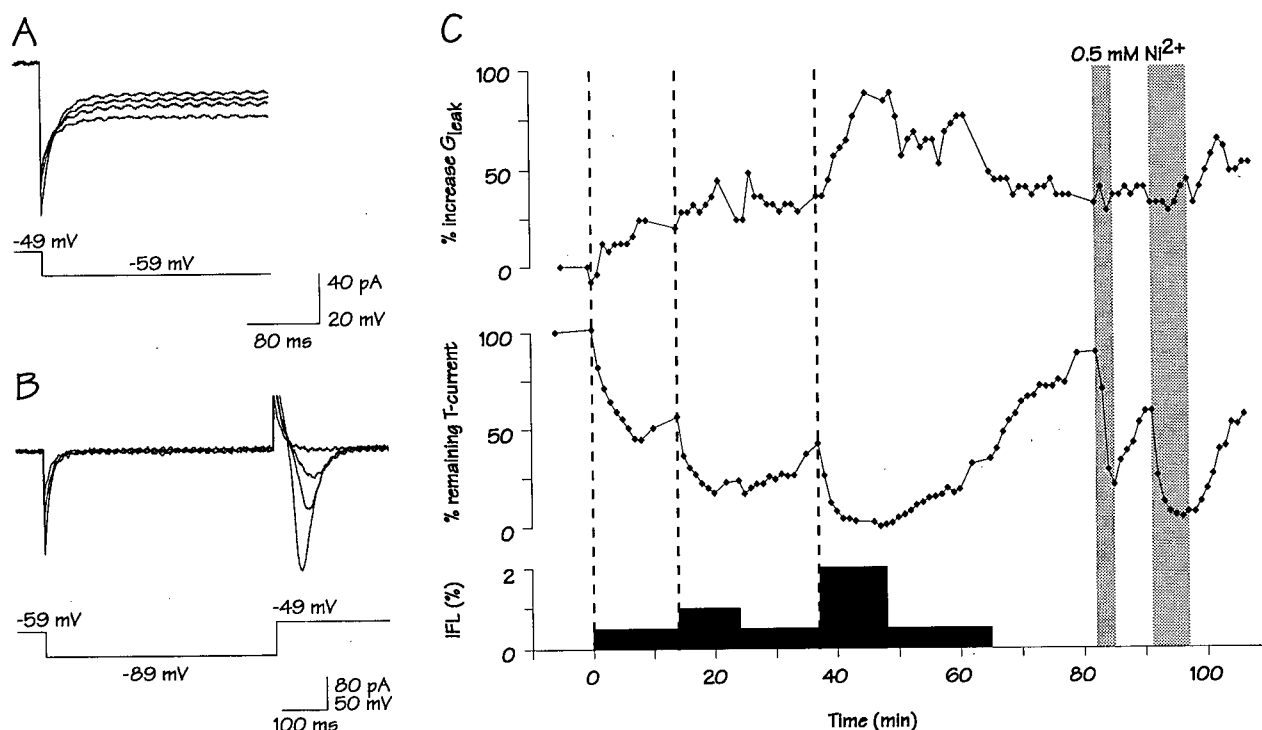 A
-49 mV
-59 mV
40 pA
20 mV
80 ms
B
-59 mV
-89 mV
-49 mV
80 pA
50 mV
100 ms
C
0.5 mM Ni2+
100
50
0
% increase Gleak
100
50
0
% remaining T-current
2
0
IFL (%)
0 20 40 60 80 100
Time (min)